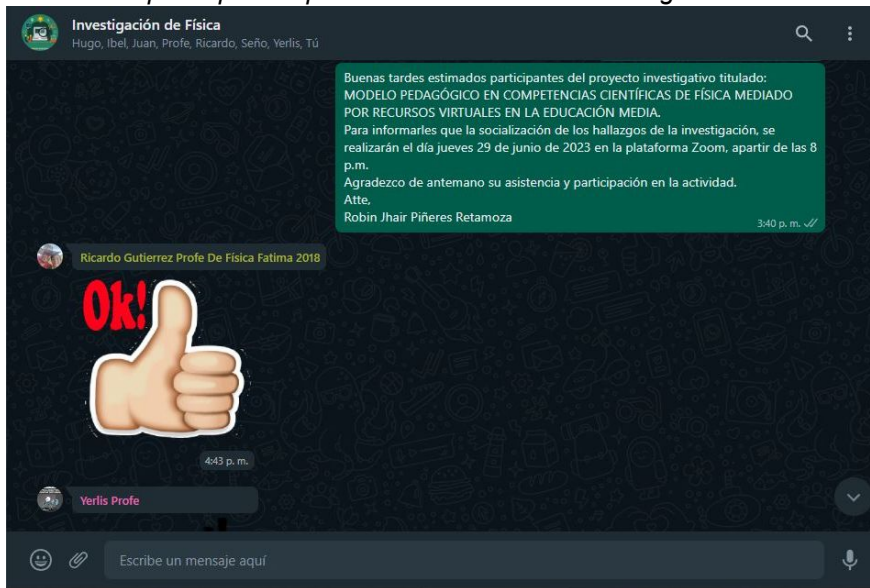 Investigación de Física
Hugo, Ibel, Juan, Profe, Ricardo, Seño, Yerlis, Tú
Buenas tardes estimados participantes del proyecto investigativo titulado:
MODELO PEDAGÓGICO EN COMPETENCIAS CIENTÍFICAS DE FÍSICA MEDIADO
POR RECURSOS VIRTUALES EN LA EDUCACIÓN MEDIA.
Para informarles que la socialización de los hallazgos de la investigación, se
realizarán el día jueves 29 de junio de 2023 en la plataforma Zoom, apartir de las 8
p.m.
Agradezco de antemano su asistencia y participación en la actividad.
Atte,
Robin Jhair Piñeres Retamoza
3:40 p. m.
Ricardo Gutierrez Profe De Física Fatima 2018
Ok!
4:43 p. m.
Yerlis Profe
Escribe un mensaje aquí